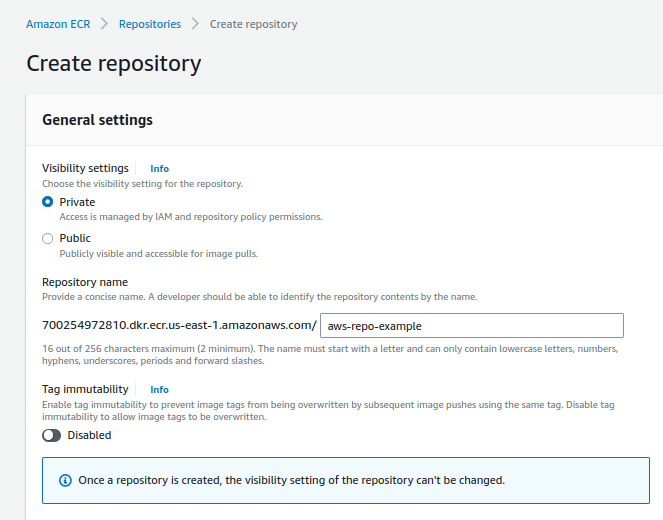 Amazon ECR > Repositories > Create repository
Create repository
General settings
Visibility settings Info
Choose the visibility setting for the repository.
Private
Access is managed by IAM and repository policy permissions.
Public
Publicly visible and accessible for image pulls.
Repository name
Provide a concise name. A developer should be able to identify the repository contents by the name.
700254972810.dkr.ecr.us-east-1.amazonaws.com/ aws-repo-example
16 out of 256 characters maximum (2 minimum). The name must start with a letter and can only contain lowercase letters, numbers,
hyphens, underscores, periods and forward slashes.
Tag immutability Info
Enable tag immutability to prevent image tags from being overwritten by subsequent image pushes using the same tag. Disable tag
immutability to allow image tags to be overwritten.
Disabled
Once a repository is created, the visibility setting of the repository can't be changed.